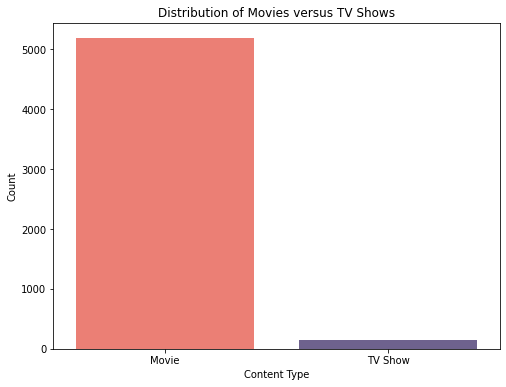 Distribution of Movies versus TV Shows
5000
4000
3000
2000
1000
0
Count
Movie
TV Show
Content Type